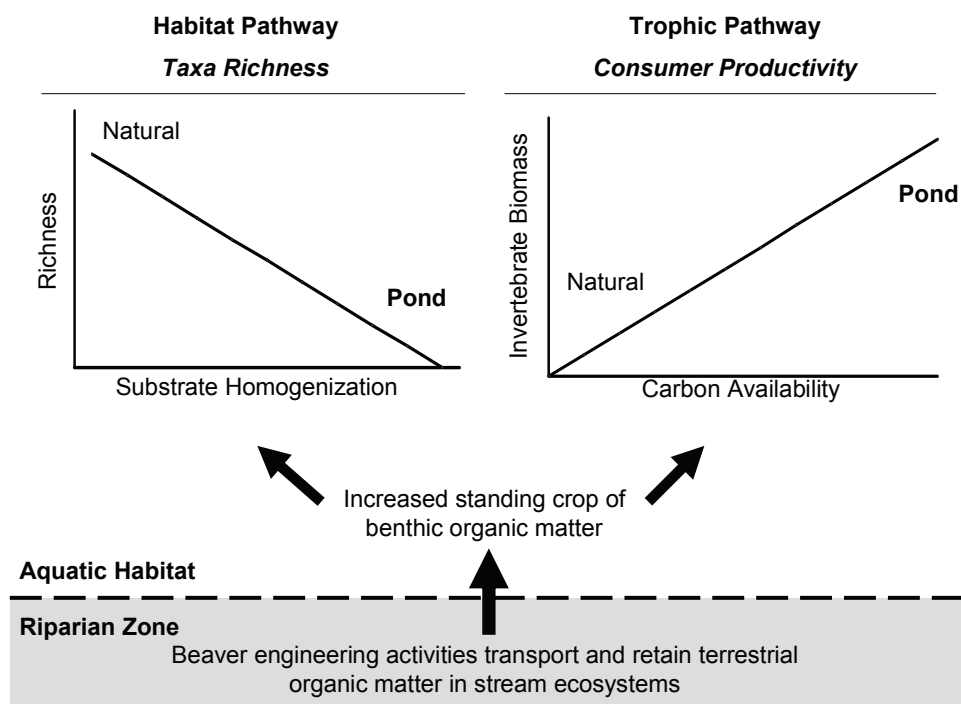 Habitat Pathway
Taxa Richness
Natural
Richness
Pond
Substrate Homogenization
Trophic Pathway
Consumer Productivity
Invertebrate Biomass
Pond
Natural
Carbon Availability
Increased standing crop of
benthic organic matter
Aquatic Habitat
Riparian Zone
Beaver engineering activities transport and retain terrestrial
organic matter in stream ecosystems